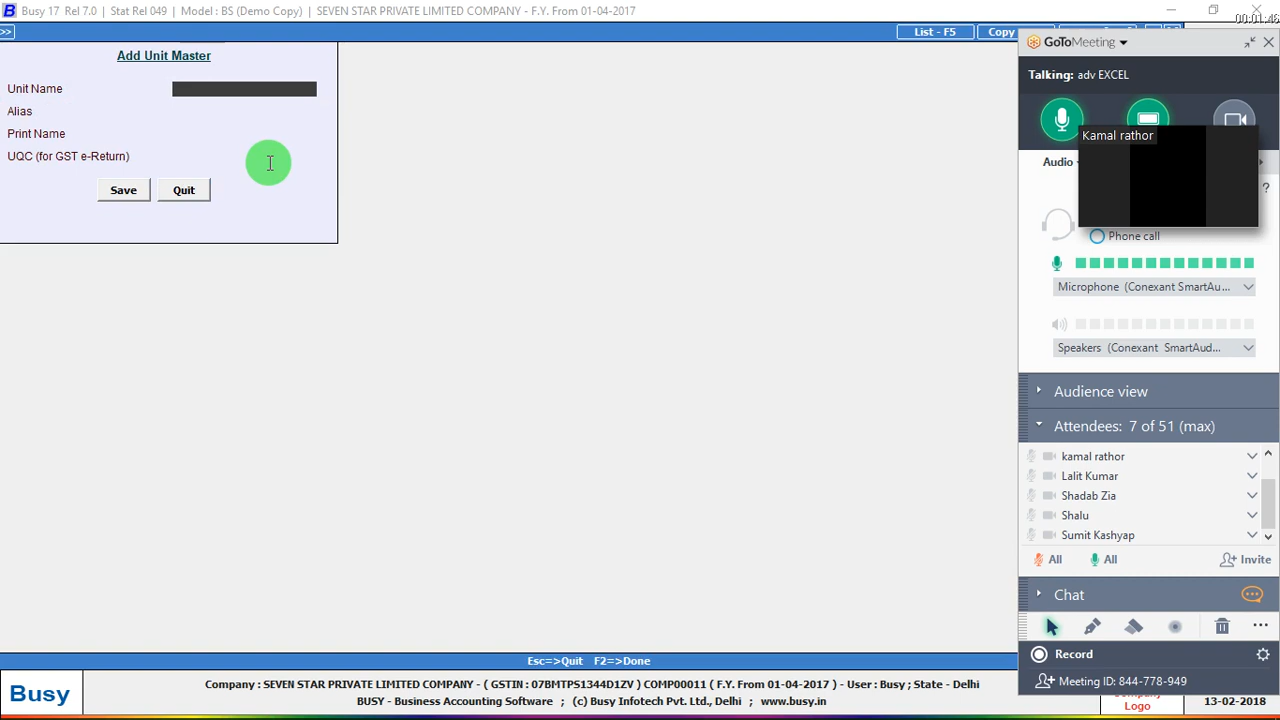 Busy 17 Rel 7.0 | Stat Rel 049 | Model : BS (Demo Copy) | SEVEN STAR PRIVATE LIMITED COMPANY - F.Y. From 01-04-2017
>>
List - F5
Copy
Add Unit Master
Unit Name
Alias
Print Name
UQC (for GST e-Return)
Save
Quit
GoToMeeting
Talking: adv EXCEL
Kamal rathor
Audio
?
Phone call
Microphone (Conexant SmartAu...
Speakers (Conexant SmartAud...
Audience view
Attendees: 7 of 51 (max)
kamal rathor
Lalit Kumar
Shadab Zia
Shalu
Sumit Kashyap
All
All
Invite
Chat
Record
Meeting ID: 844-778-949
Esc=>Quit F2=>Done
Busy
Company : SEVEN STAR PRIVATE LIMITED COMPANY - ( GSTIN : 07BMTPS1344D1ZV ) COMP00011 ( F.Y. From 01-04-2017 ) - User : Busy ; State - Delhi
BUSY - Business Accounting Software ; (c) Busy Infotech Pvt. Ltd., Delhi ; www.busy.in
Logo
13-02-2018